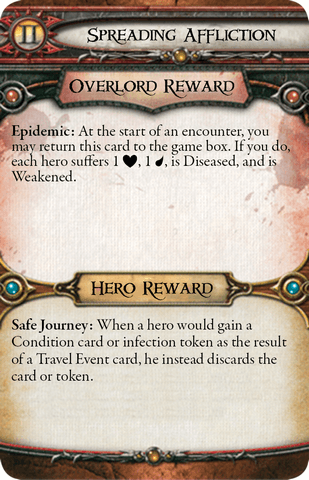 II
Spreading Affliction
Overlord Reward
Epidemic: At the start of an encounter, you
may return this card to the game box. If you do,
each hero suffers 1 ♥, 1 , is Diseased, and is
Weakened.
Hero Reward
Safe Journey: When a hero would gain a
Condition card or infection token as the result
of a Travel Event card, he instead discards the
card or token.